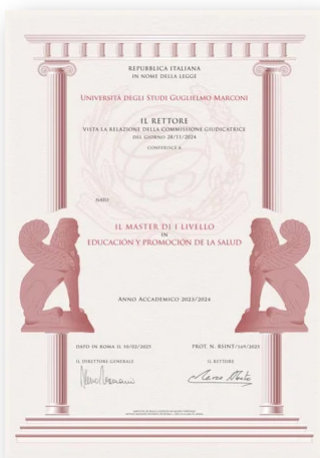 REPUBBLICA ITALIANA
IN NOME DELLA LEGGE
UNIVERSITÀ DEGLI STUDI GUGLIELMO MARCONI
IL RETTORE
VISTA LA RELAZIONE DELLA COMMISSIONE GIUDICATRICE
DEL GIORNO 28/11/2024
CONFERISCE A
NATO
IL MASTER DI I LIVELLO
IN
EDUCACIÓN Y PROMOCIÓN DE LA SALUD
ANNO ACCADEMICO 2023/2024
DATO IN ROMA IL 10/02/2025
PROT. N.
IL DIRETTORE GENERALE
IL RETTORE